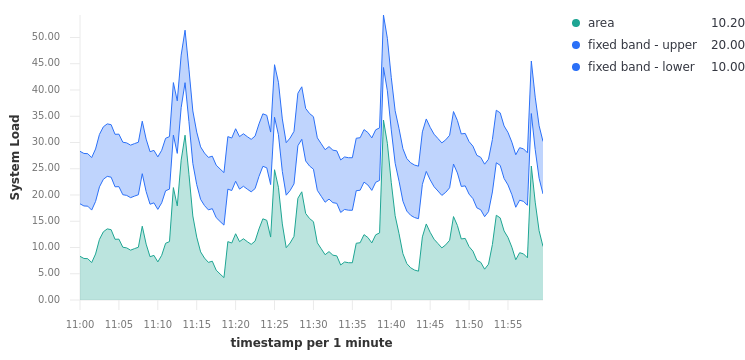 area 10.20
fixed band - upper 20.00
fixed band - lower 10.00
System Load
50.00
45.00
40.00
35.00
30.00
25.00
20.00
15.00
10.00
5.00
0.00
11:00 11:05 11:10 11:15 11:20 11:25 11:30 11:35 11:40 11:45 11:50 11:55
timestamp per 1 minute